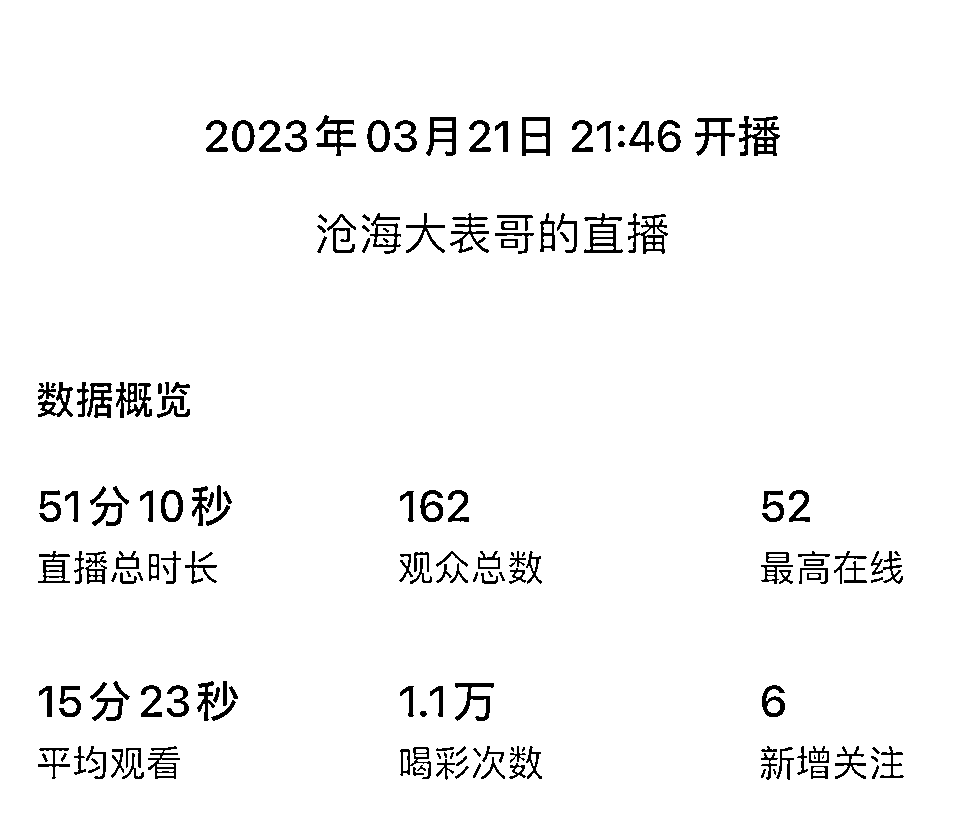 2023年03月21日 21:46 开播
沧海大表哥的直播
数据概览
51分10秒 162 52
直播总时长 观众总数 最高在线
15分23秒 1.1万 6
平均观看 喝彩次数 新增关注